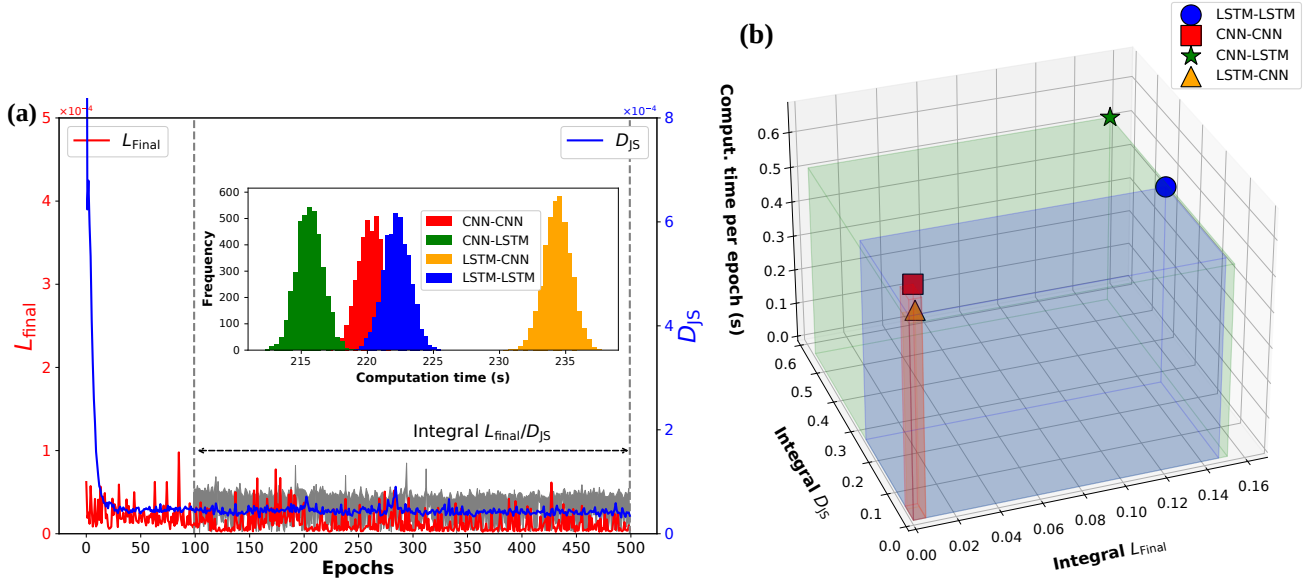 (a)
×10⁻⁴
×10⁻⁴
L_Final
D_JS
5
4
3
2
1
0
L_final
8
6
4
2
0
D_JS
600
500
400
300
200
100
0
Frequency
CNN-CNN
CNN-LSTM
LSTM-CNN
LSTM-LSTM
215 220 225 230 235
Computation time (s)
Integral L_final/D_JS
0 50 100 150 200 250 300 350 400 450 500
Epochs
(b)
LSTM-LSTM
CNN-CNN
CNN-LSTM
LSTM-CNN
Comput. time per epoch (s)
0.6
0.5
0.4
0.3
0.2
0.1
0.0
0.6
0.5
0.4
0.3
0.2
0.1
0.0
Integral D_JS
0.00 0.02 0.04 0.06 0.08 0.10 0.12 0.14 0.16
Integral L_Final